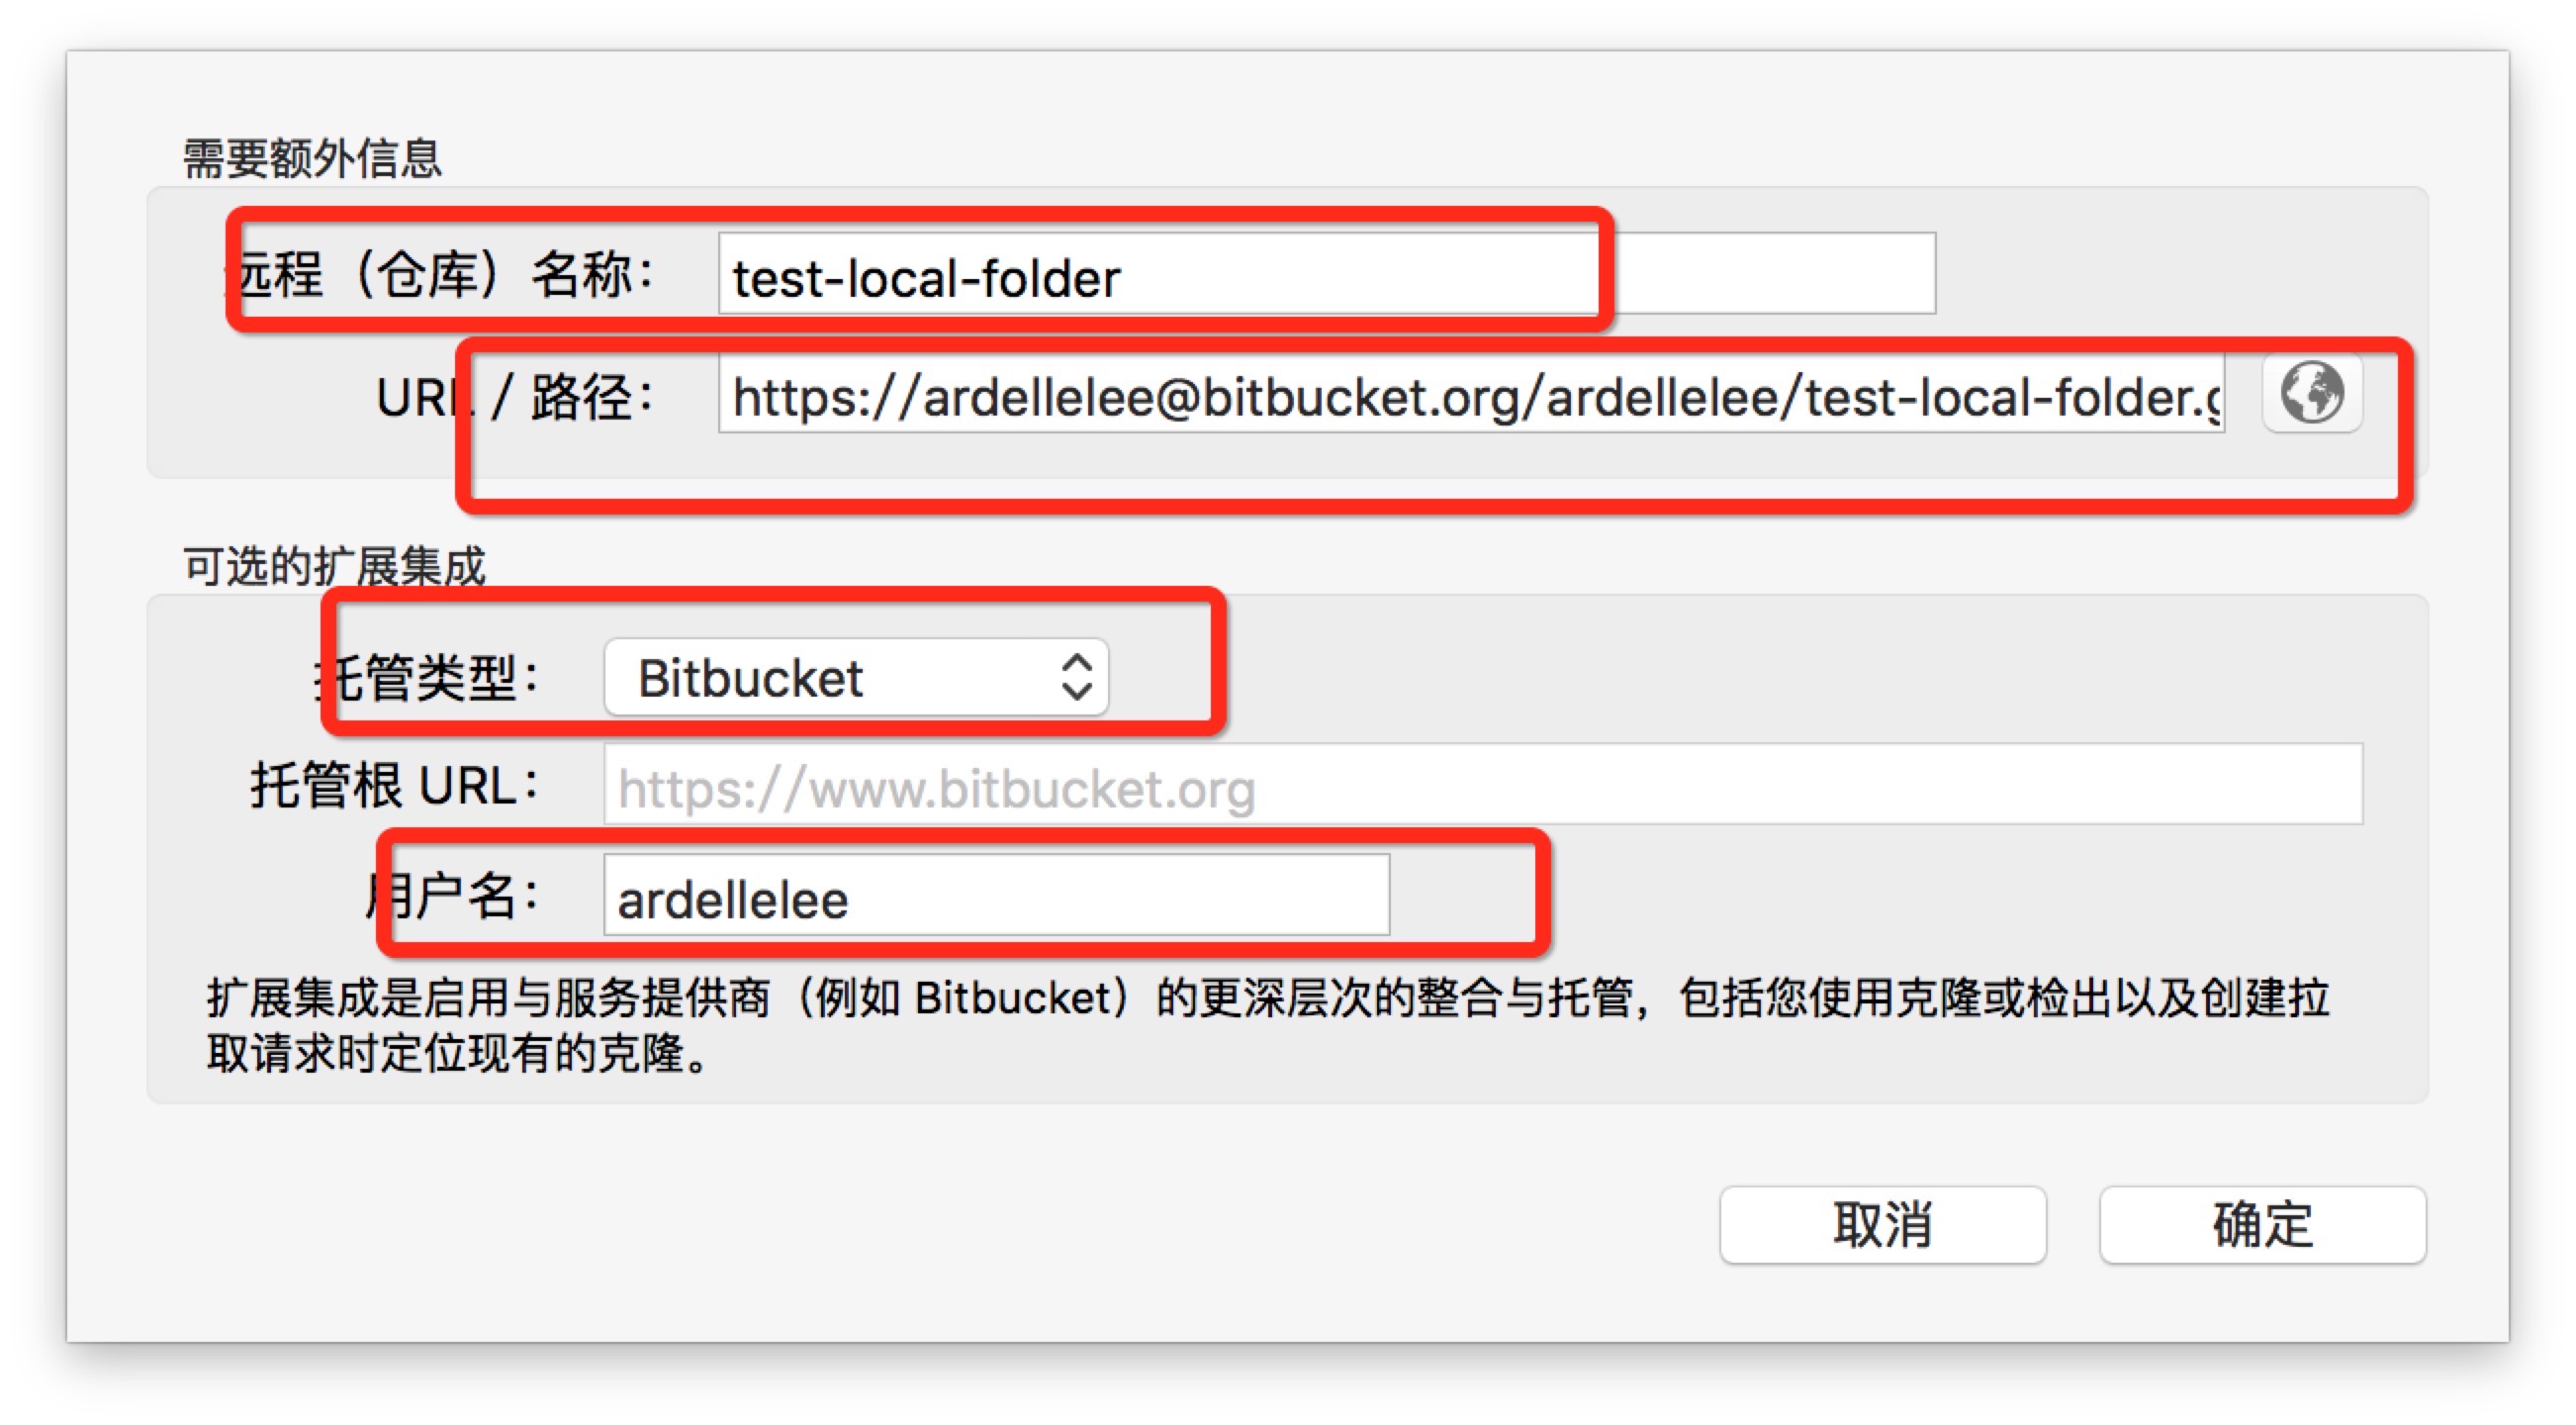 需要额外信息
远程（仓库）名称： test-local-folder
URL / 路径： https://ardellelee@bitbucket.org/ardellelee/test-local-folder.g
可选的扩展集成
托管类型： Bitbucket
托管根 URL： https://www.bitbucket.org
用户名： ardellelee
扩展集成是启用与服务提供商（例如 Bitbucket）的更深层次的整合与托管，包括您使用克隆或检出以及创建拉
取请求时定位现有的克隆。
取消 确定